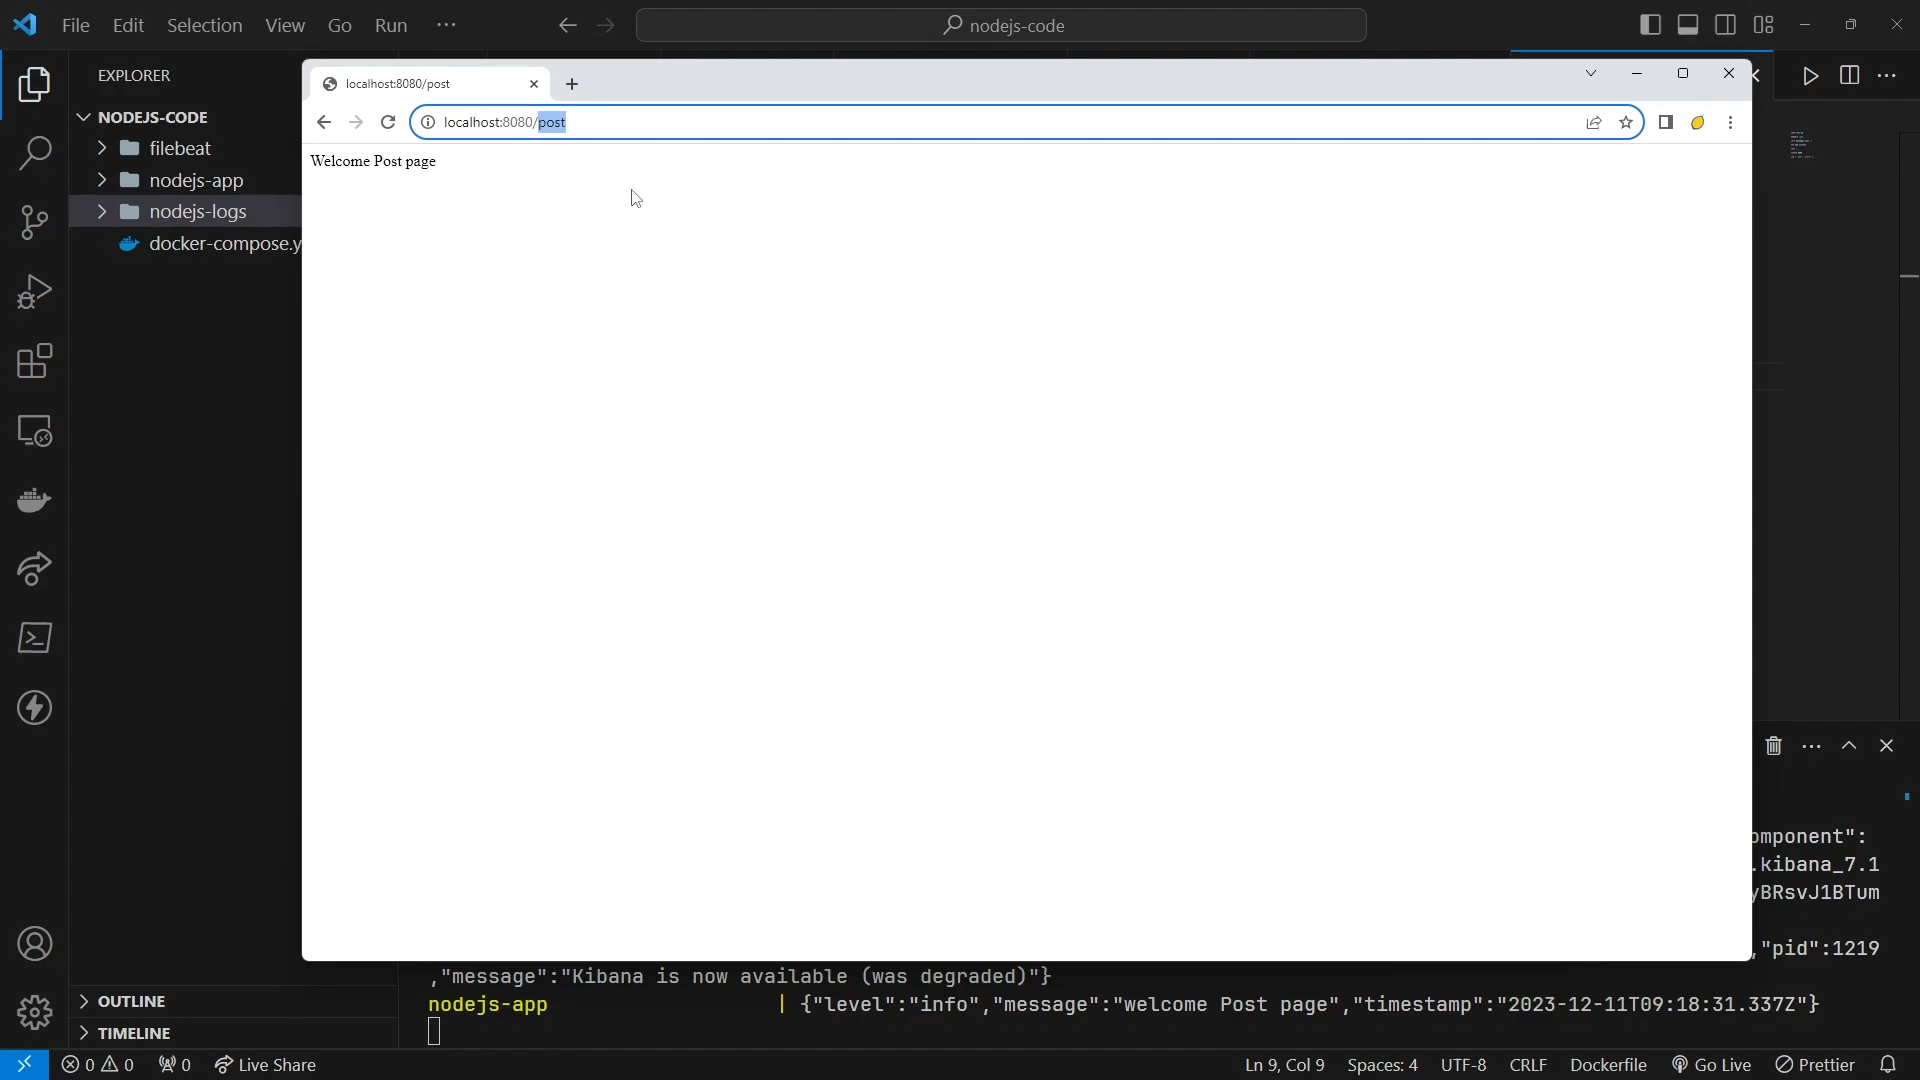 File Edit Selection View Go Run ···
nodejs-code
EXPLORER
NODEJS-CODE
filebeat
nodejs-app
nodejs-logs
docker-compose.y
localhost:8080/post
localhost:8080/post
Welcome Post page
omponent":
.kibana_7.1
yBRsvJ1BTum
,"pid":1219
,"message":"Kibana is now available (was degraded)"}
nodejs-app | {"level":"info","message":"welcome Post page","timestamp":"2023-12-11T09:18:31.337Z"}
OUTLINE
TIMELINE
0 0 0 Live Share Ln 9, Col 9 Spaces: 4 UTF-8 CRLF Dockerfile Go Live Prettier